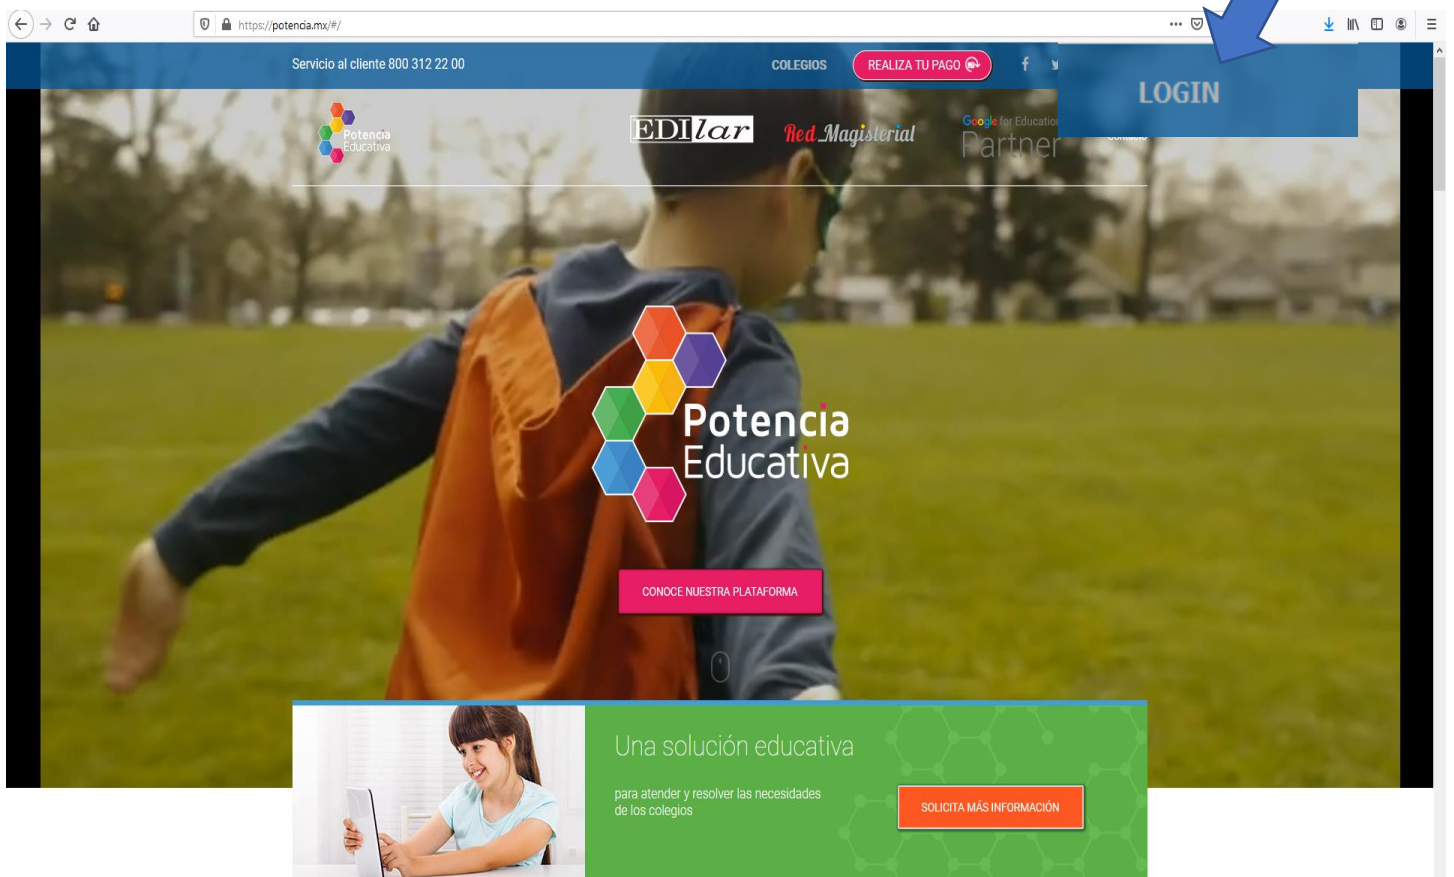 https://potencia.mx/#/
Servicio al cliente 800 312 22 00
COLEGIOS
REALIZA TU PAGO
LOGIN
Potencia
Educativa
EDIlar
Red Magisterial
Google for Education
Partner
Contacto
Potencia
Educativa
CONOCE NUESTRA PLATAFORMA
Una solución educativa
para atender y resolver las necesidades
de los colegios
SOLICITA MÁS INFORMACIÓN